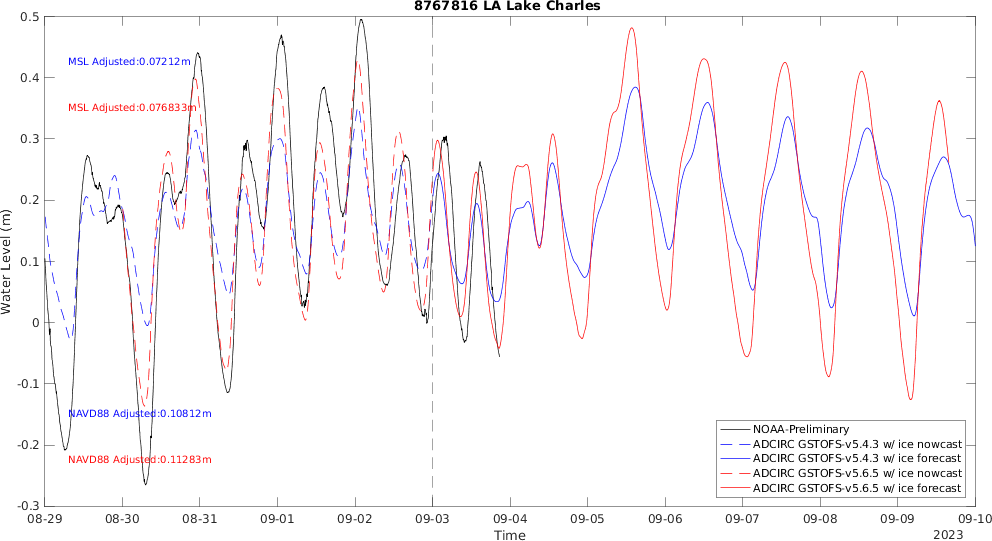 8767816 LA Lake Charles
0.5
0.4
0.3
0.2
0.1
0
-0.1
-0.2
-0.3
Water Level (m)
MSL Adjusted:0.07212m
MSL Adjusted:0.076833m
NAVD88 Adjusted:0.10812m
NAVD88 Adjusted:0.11283m
NOAA-Preliminary
ADCIRC GSTOFS-v5.4.3 w/ ice nowcast
ADCIRC GSTOFS-v5.4.3 w/ ice forecast
ADCIRC GSTOFS-v5.6.5 w/ ice nowcast
ADCIRC GSTOFS-v5.6.5 w/ ice forecast
08-29 08-30 08-31 09-01 09-02 09-03 09-04 09-05 09-06 09-07 09-08 09-09 09-10
Time
2023